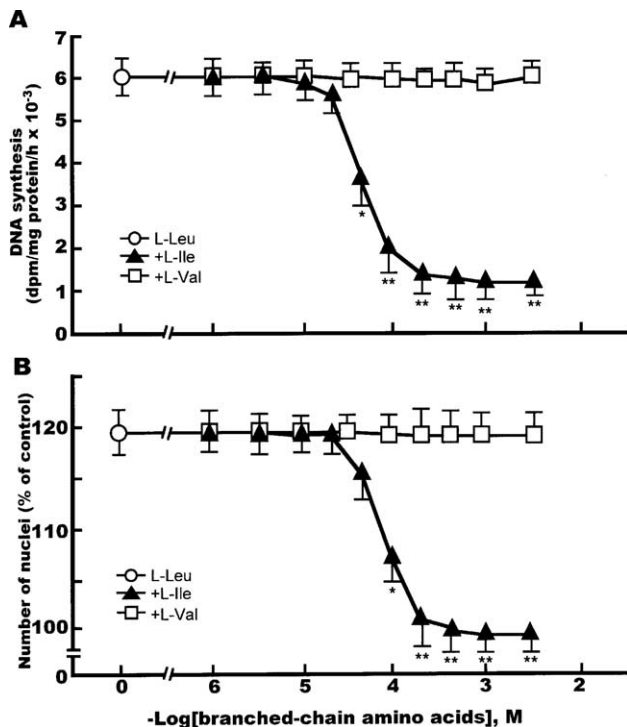 A
7
6
5
4
3
2
1
0
DNA synthesis
(dpm/mg protein/h x 10-3)
L-Leu
+L-Ile
+L-Val
*
**
**
**
**
**
B
120
110
100
0
Number of nuclei (% of control)
L-Leu
+L-Ile
+L-Val
*
**
**
**
**
0 6 5 4 3 2
-Log[branched-chain amino acids], M